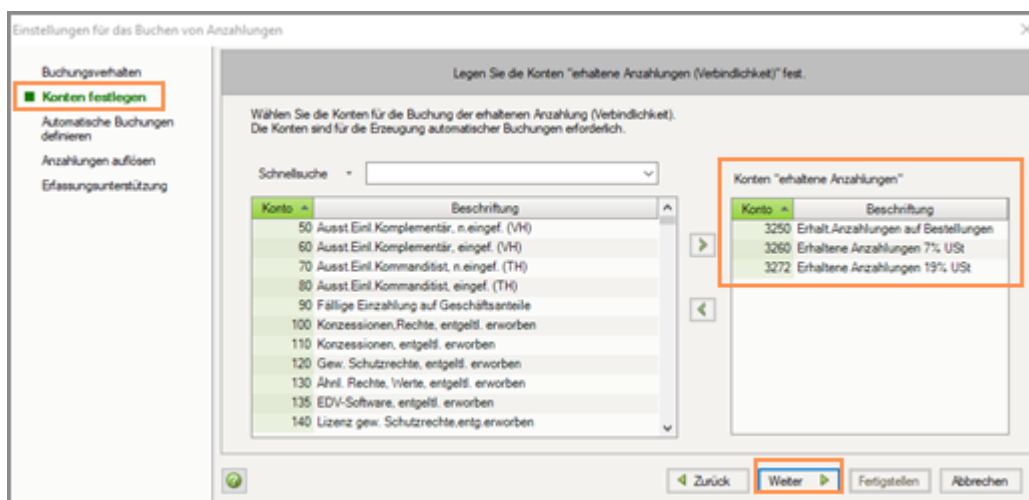 Einstellungen für das Buchen von Anzahlungen
Buchungsverhalten
Konten festlegen
Automatische Buchungen
definieren
Anzahlungen auflösen
Erfassungsunterstützung
Legen Sie die Konten "erhaltene Anzahlungen (Verbindlichkeit)" fest.
Wählen Sie die Konten für die Buchung der erhaltenen Anzahlung (Verbindlichkeit).
Die Konten sind für die Erzeugung automatischer Buchungen erforderlich.
Schnellsuche
Konto Beschriftung
50 Ausst.Einl.Komplementär, n.eingef. (VH)
60 Ausst.Einl.Komplementär, eingef. (VH)
70 Ausst.Einl.Kommanditist, n.eingef. (TH)
80 Ausst.Einl.Kommanditist, eingef. (TH)
90 Fällige Einzahlung auf Geschäftsanteile
100 Konzessionen,Rechte, entgeltl. erworben
110 Konzessionen, entgeltl. erworben
120 Gew. Schutzrechte, entgeltl. erworben
130 Ähnl. Rechte, Werte, entgeltl. erworben
135 EDV-Software, entgeltl. erworben
140 Lizenz gew. Schutzrechte,entg.erworben
Konten "erhaltene Anzahlungen"
Konto Beschriftung
3250 Erhalt.Anzahlungen auf Bestellungen
3260 Erhaltene Anzahlungen 7% USt
3272 Erhaltene Anzahlungen 19% USt
Zurück Weiter Fertigstellen Abbrechen